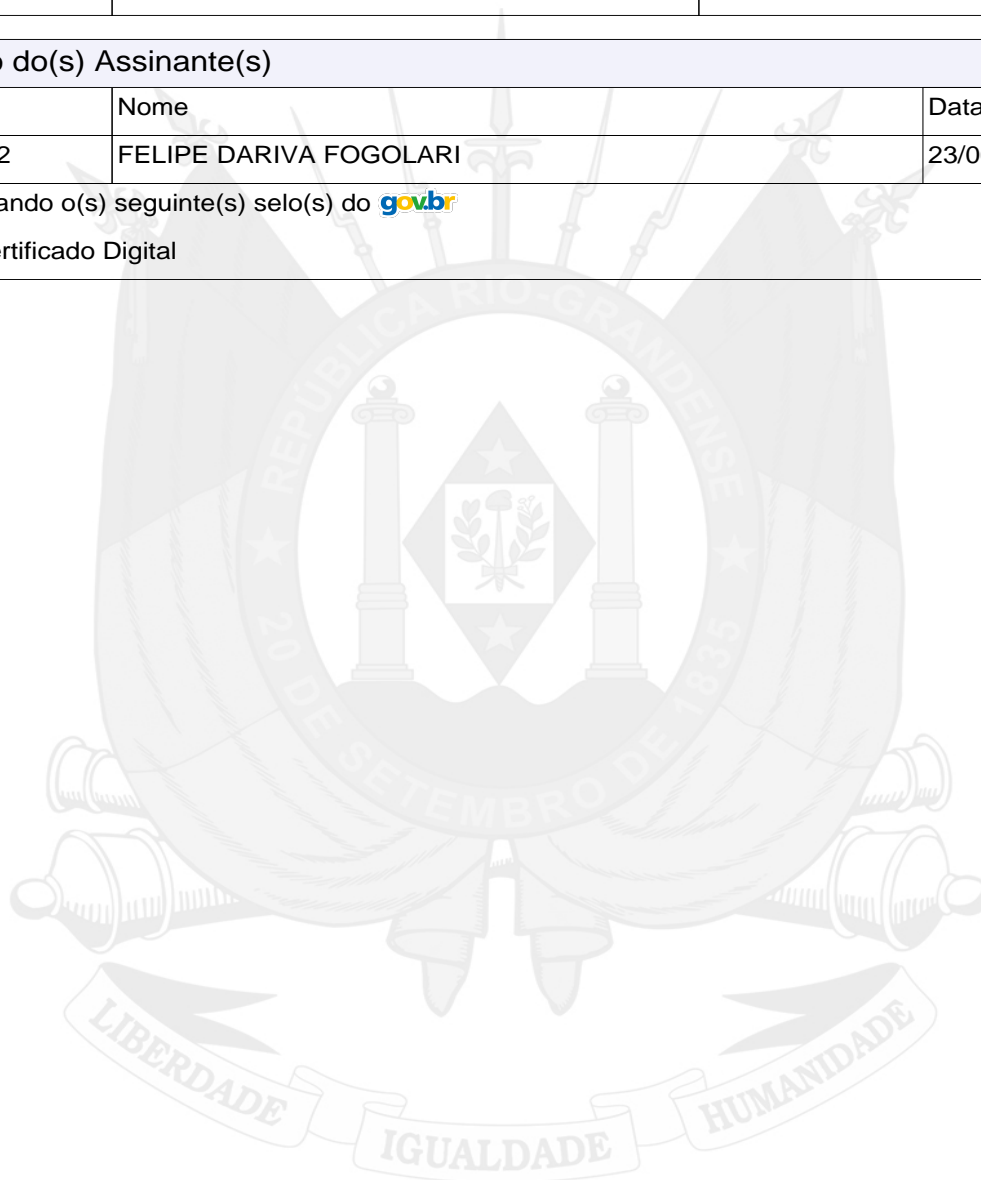 o do(s) Assinante(s)
Nome Data
2 FELIPE DARIVA FOGOLARI 23/0
ando o(s) seguinte(s) selo(s) do gov.br
ertificado Digital
REPÚBLICA RIO-GRANDENSE
20 DE SETEMBRO DE 1835
LIBERDADE IGUALDADE HUMANIDADE